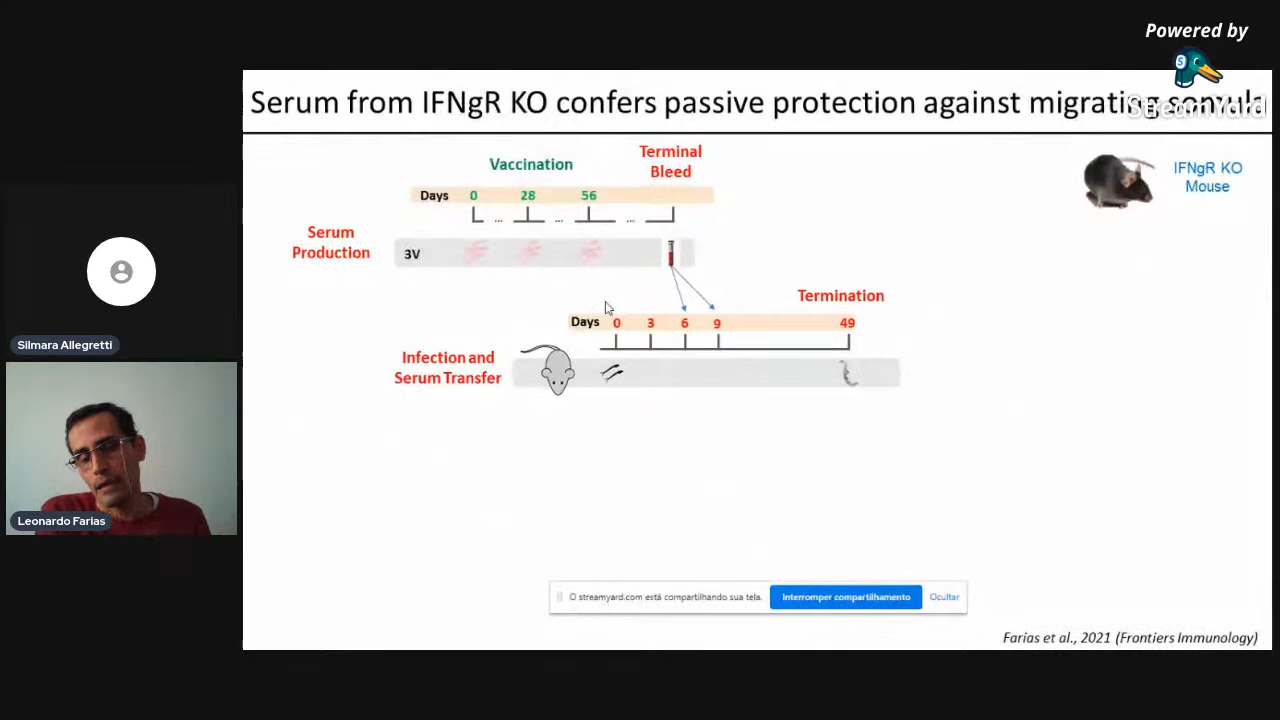 Powered by
StreamYard
Serum from IFNgR KO confers passive protection against migrating
Vaccination
Terminal
Bleed
IFNgR KO
Mouse
Days 0 28 56
... ... ...
Serum
Production
3V
Termination
Days 0 3 6 9 49
Infection and
Serum Transfer
Silmara Allegretti
Leonardo Farias
O streamyard.com está compartilhando sua tela.
Interromper compartilhamento
Ocultar
Farias et al., 2021 (Frontiers Immunology)